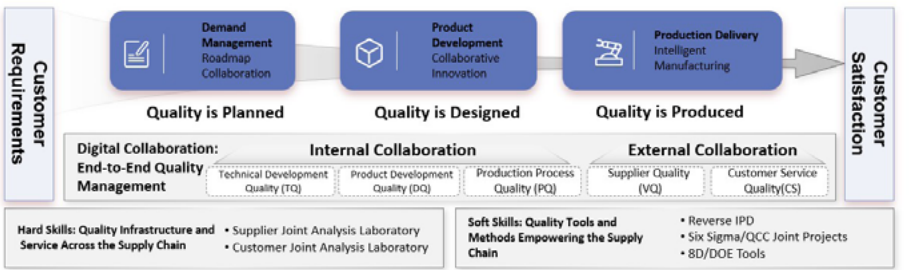 Customer
Requirements
Demand
Management
Roadmap
Collaboration
Product
Development
Collaborative
Innovation
Production Delivery
Intelligent
Manufacturing
Customer
Satisfaction
Quality is Planned
Quality is Designed
Quality is Produced
Digital Collaboration:
End-to-End Quality
Management
Internal Collaboration
External Collaboration
Technical Development
Quality (TQ)
Product Development
Quality (DQ)
Production Process
Quality (PQ)
Supplier Quality
(VQ)
Customer Service
Quality(CS)
Hard Skills: Quality Infrastructure and
Service Across the Supply Chain
• Supplier Joint Analysis Laboratory
• Customer Joint Analysis Laboratory
Soft Skills: Quality Tools and
Methods Empowering the Supply
Chain
• Reverse IPD
• Six Sigma/QCC Joint Projects
• 8D/DOE Tools